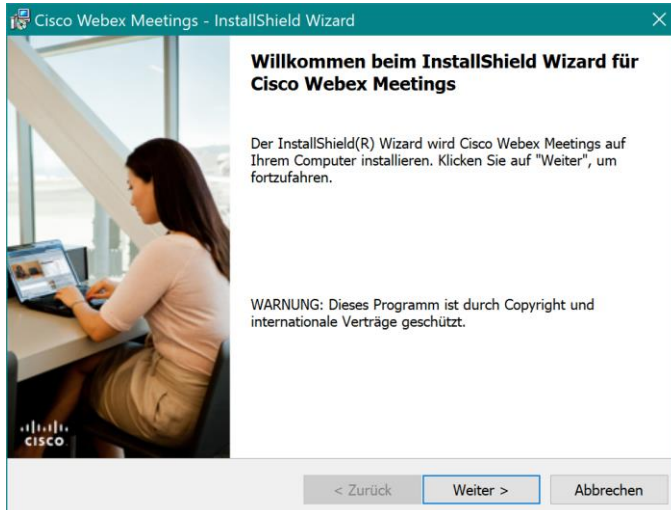 Cisco Webex Meetings - InstallShield Wizard
Willkommen beim InstallShield Wizard für
Cisco Webex Meetings
Der InstallShield(R) Wizard wird Cisco Webex Meetings auf
Ihrem Computer installieren. Klicken Sie auf "Weiter", um
fortzufahren.
WARNUNG: Dieses Programm ist durch Copyright und
internationale Verträge geschützt.
CISCO
< Zurück
Weiter >
Abbrechen